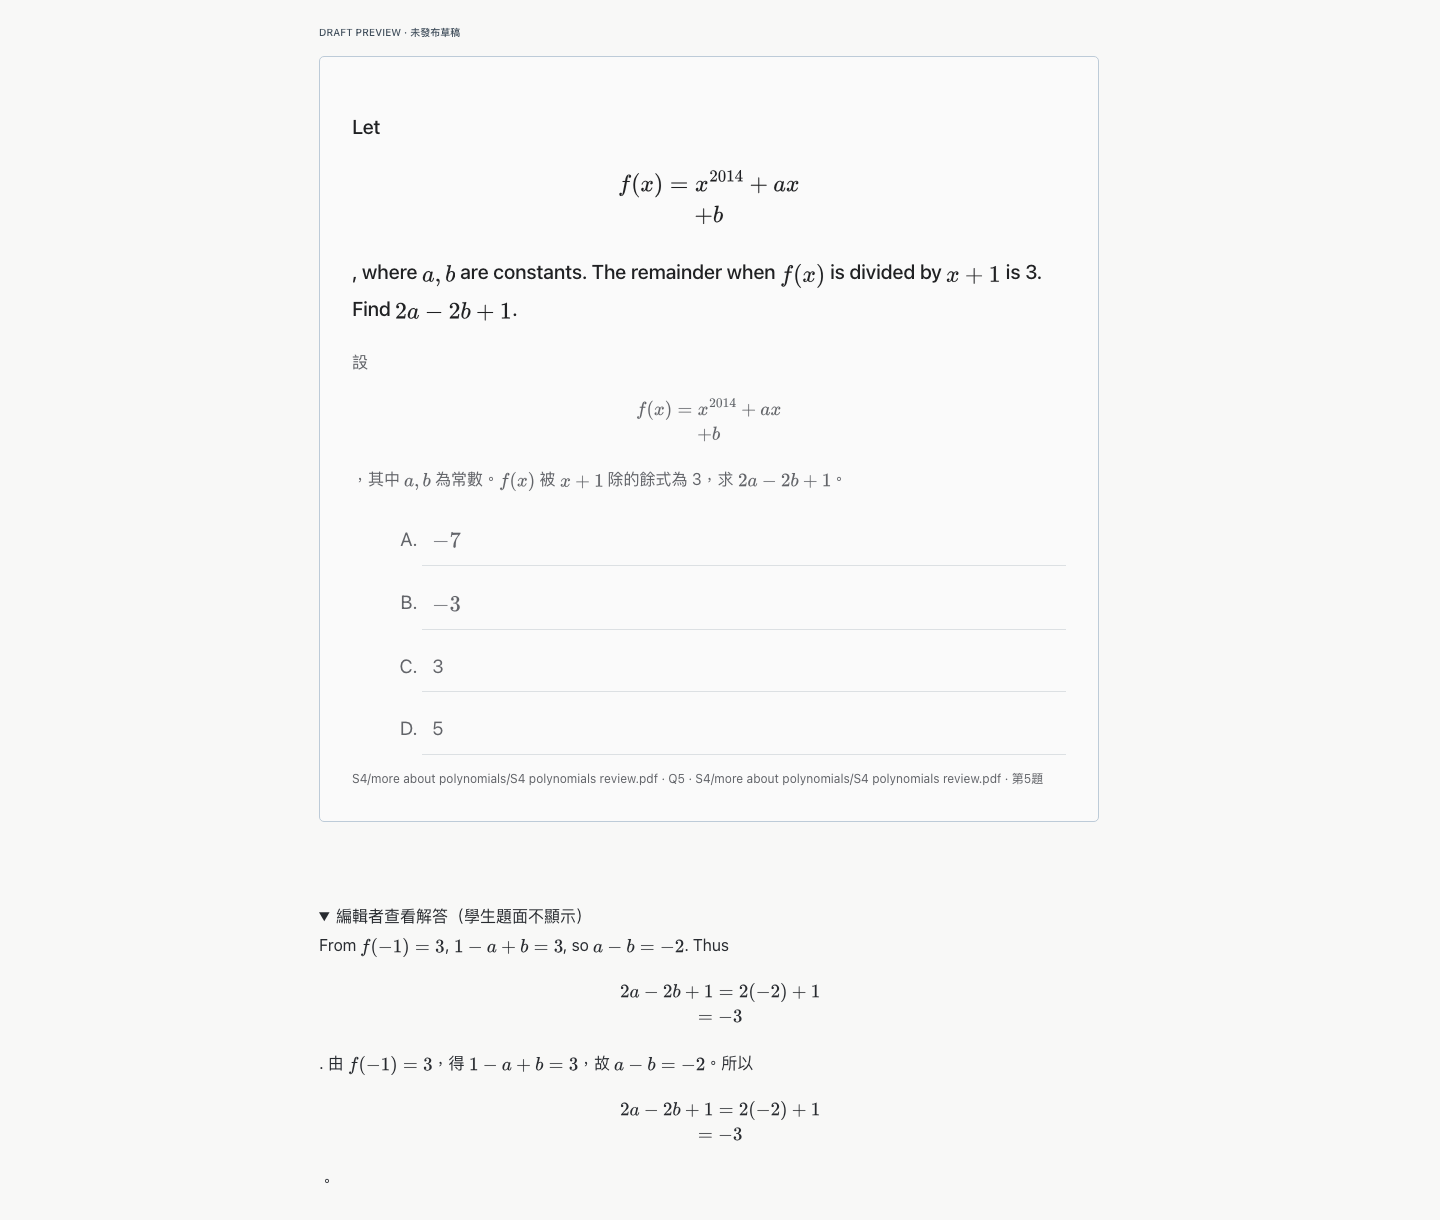 DRAFT PREVIEW · 未發布草稿
Let
f(x) = x^2014 + ax
+b
, where a, b are constants. The remainder when f(x) is divided by x + 1 is 3.
Find 2a − 2b + 1.
設
f(x) = x^2014 + ax
+b
，其中 a, b 為常數。f(x) 被 x + 1 除的餘式為 3，求 2a − 2b + 1。
A. −7
B. −3
C. 3
D. 5
S4/more about polynomials/S4 polynomials review.pdf · Q5 · S4/more about polynomials/S4 polynomials review.pdf · 第5題
▼ 編輯者查看解答（學生題面不顯示）
From f(−1) = 3, 1 − a + b = 3, so a − b = −2. Thus
2a − 2b + 1 = 2(−2) + 1
= −3
. 由 f(−1) = 3，得 1 − a + b = 3，故 a − b = −2。所以
2a − 2b + 1 = 2(−2) + 1
= −3
。